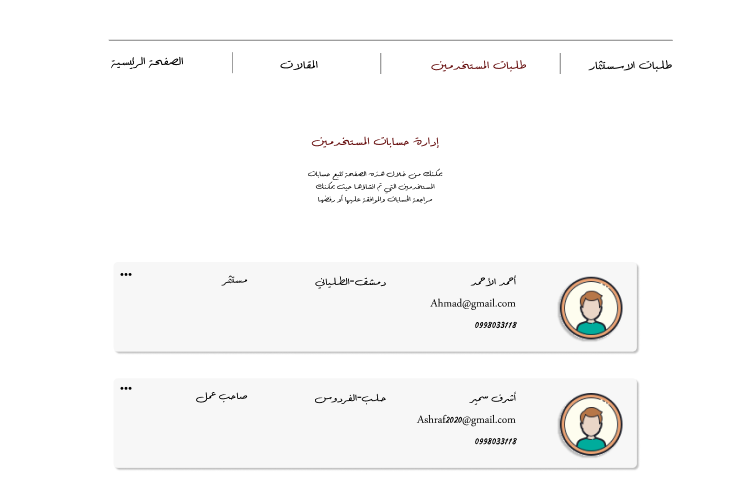 طلبات الاستثمار
طلبات المستخدمين
المقالات
الصفحة الرئيسية
إدارة حسابات المستخدمين
يمكنك من خلال هذه الصفحة تتبع حسابات
المستخدمين التي تم انشاؤها حيث يمكنك
مراجعة الحسابات والموافقة عليها أو رفضها
أحمد الأحمد
دمشق-الطلياني
مستثمر
Ahmad@gmail.com
0998033118
أشرف سمير
حلب-الفردوس
صاحب عمل
Ashraf2020@gmail.com
0998033118